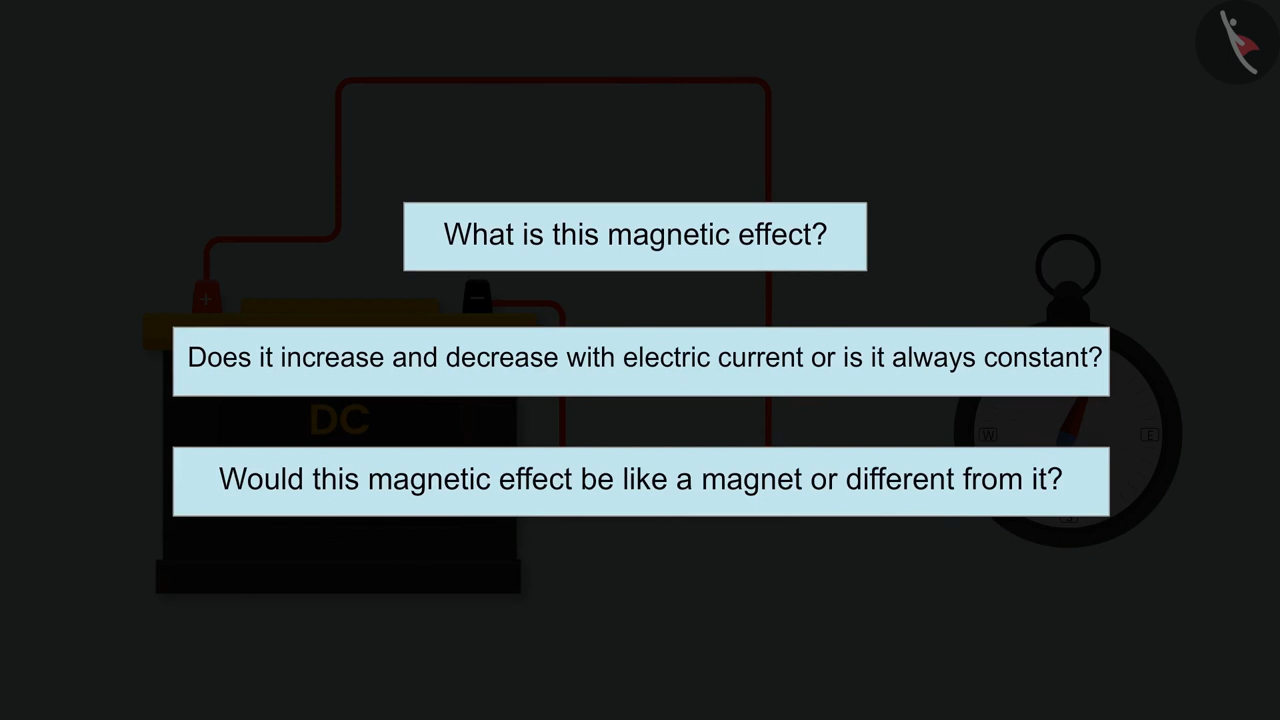 What is this magnetic effect?
+
−
Does it increase and decrease with electric current or is it always constant?
DC
W
E
Would this magnetic effect be like a magnet or different from it?